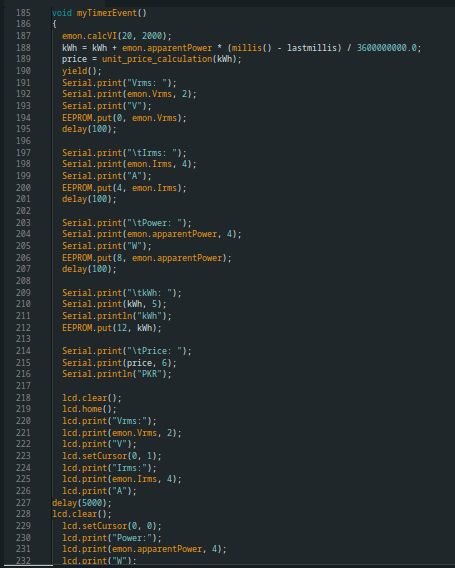 185 void myTimerEvent()
186 {
187 emon.calcVI(20, 2000);
188 kWh = kWh + emon.apparentPower * (millis() - lastmillis) / 3600000000.0;
189 price = unit_price_calculation(kWh);
190 yield();
191 Serial.print("Vrms: ");
192 Serial.print(emon.Vrms, 2);
193 Serial.print("V");
194 EEPROM.put(0, emon.Vrms);
195 delay(100);
196
197 Serial.print("\tIrms: ");
198 Serial.print(emon.Irms, 4);
199 Serial.print("A");
200 EEPROM.put(4, emon.Irms);
201 delay(100);
202
203 Serial.print("\tPower: ");
204 Serial.print(emon.apparentPower, 4);
205 Serial.print("W");
206 EEPROM.put(8, emon.apparentPower);
207 delay(100);
208
209 Serial.print("\tkWh: ");
210 Serial.print(kWh, 5);
211 Serial.println("kWh");
212 EEPROM.put(12, kWh);
213
214 Serial.print("\tPrice: ");
215 Serial.print(price, 6);
216 Serial.println("PKR");
217
218 lcd.clear();
219 lcd.home();
220 lcd.print("Vrms:");
221 lcd.print(emon.Vrms, 2);
222 lcd.print("V");
223 lcd.setCursor(0, 1);
224 lcd.print("Irms:");
225 lcd.print(emon.Irms, 4);
226 lcd.print("A");
227 delay(5000);
228 lcd.clear();
229 lcd.setCursor(0, 0);
230 lcd.print("Power:");
231 lcd.print(emon.apparentPower, 4);
232 lcd.print("W");